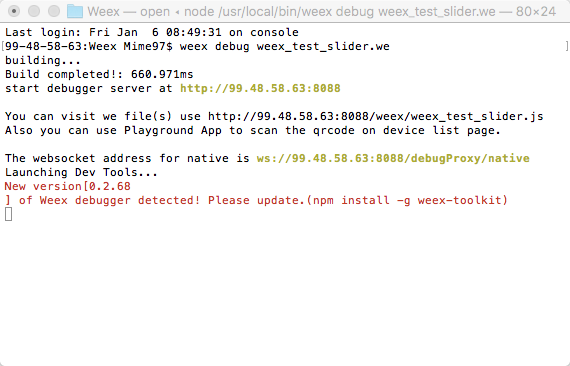 Weex — open ◂ node /usr/local/bin/weex debug weex_test_slider.we — 80×24
Last login: Fri Jan  6 08:49:31 on console
[99-48-58-63:Weex Mime97$ weex debug weex_test_slider.we ]
building...
Build completed!: 660.971ms
start debugger server at http://99.48.58.63:8088
You can visit we file(s) use http://99.48.58.63:8088/weex/weex_test_slider.js
Also you can use Playground App to scan the qrcode on device list page.
The websocket address for native is ws://99.48.58.63:8088/debugProxy/native
Launching Dev Tools...
New version[0.2.68
] of Weex debugger detected! Please update.(npm install -g weex-toolkit)